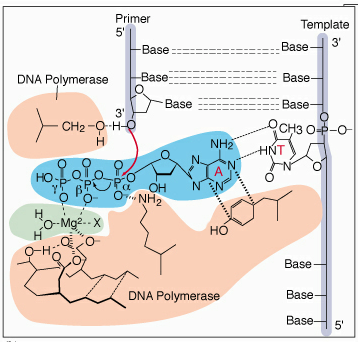 Primer
5'
Template
3'
Base
Base
Base
Base
DNA Polymerase
3'
Base
Base
CH2
O
H
H
O
P
O−
O
CH3
NH2
O
HN
T
N
O
HO
O
O
O
P
P
P
γ
β
α
O
O−
O−
O
N
N
N
N
A
OH
NH2
HO
H
O
H
Mg2
X
O
H
O
O−
O
DNA Polymerase
Base
Base
Base
5'